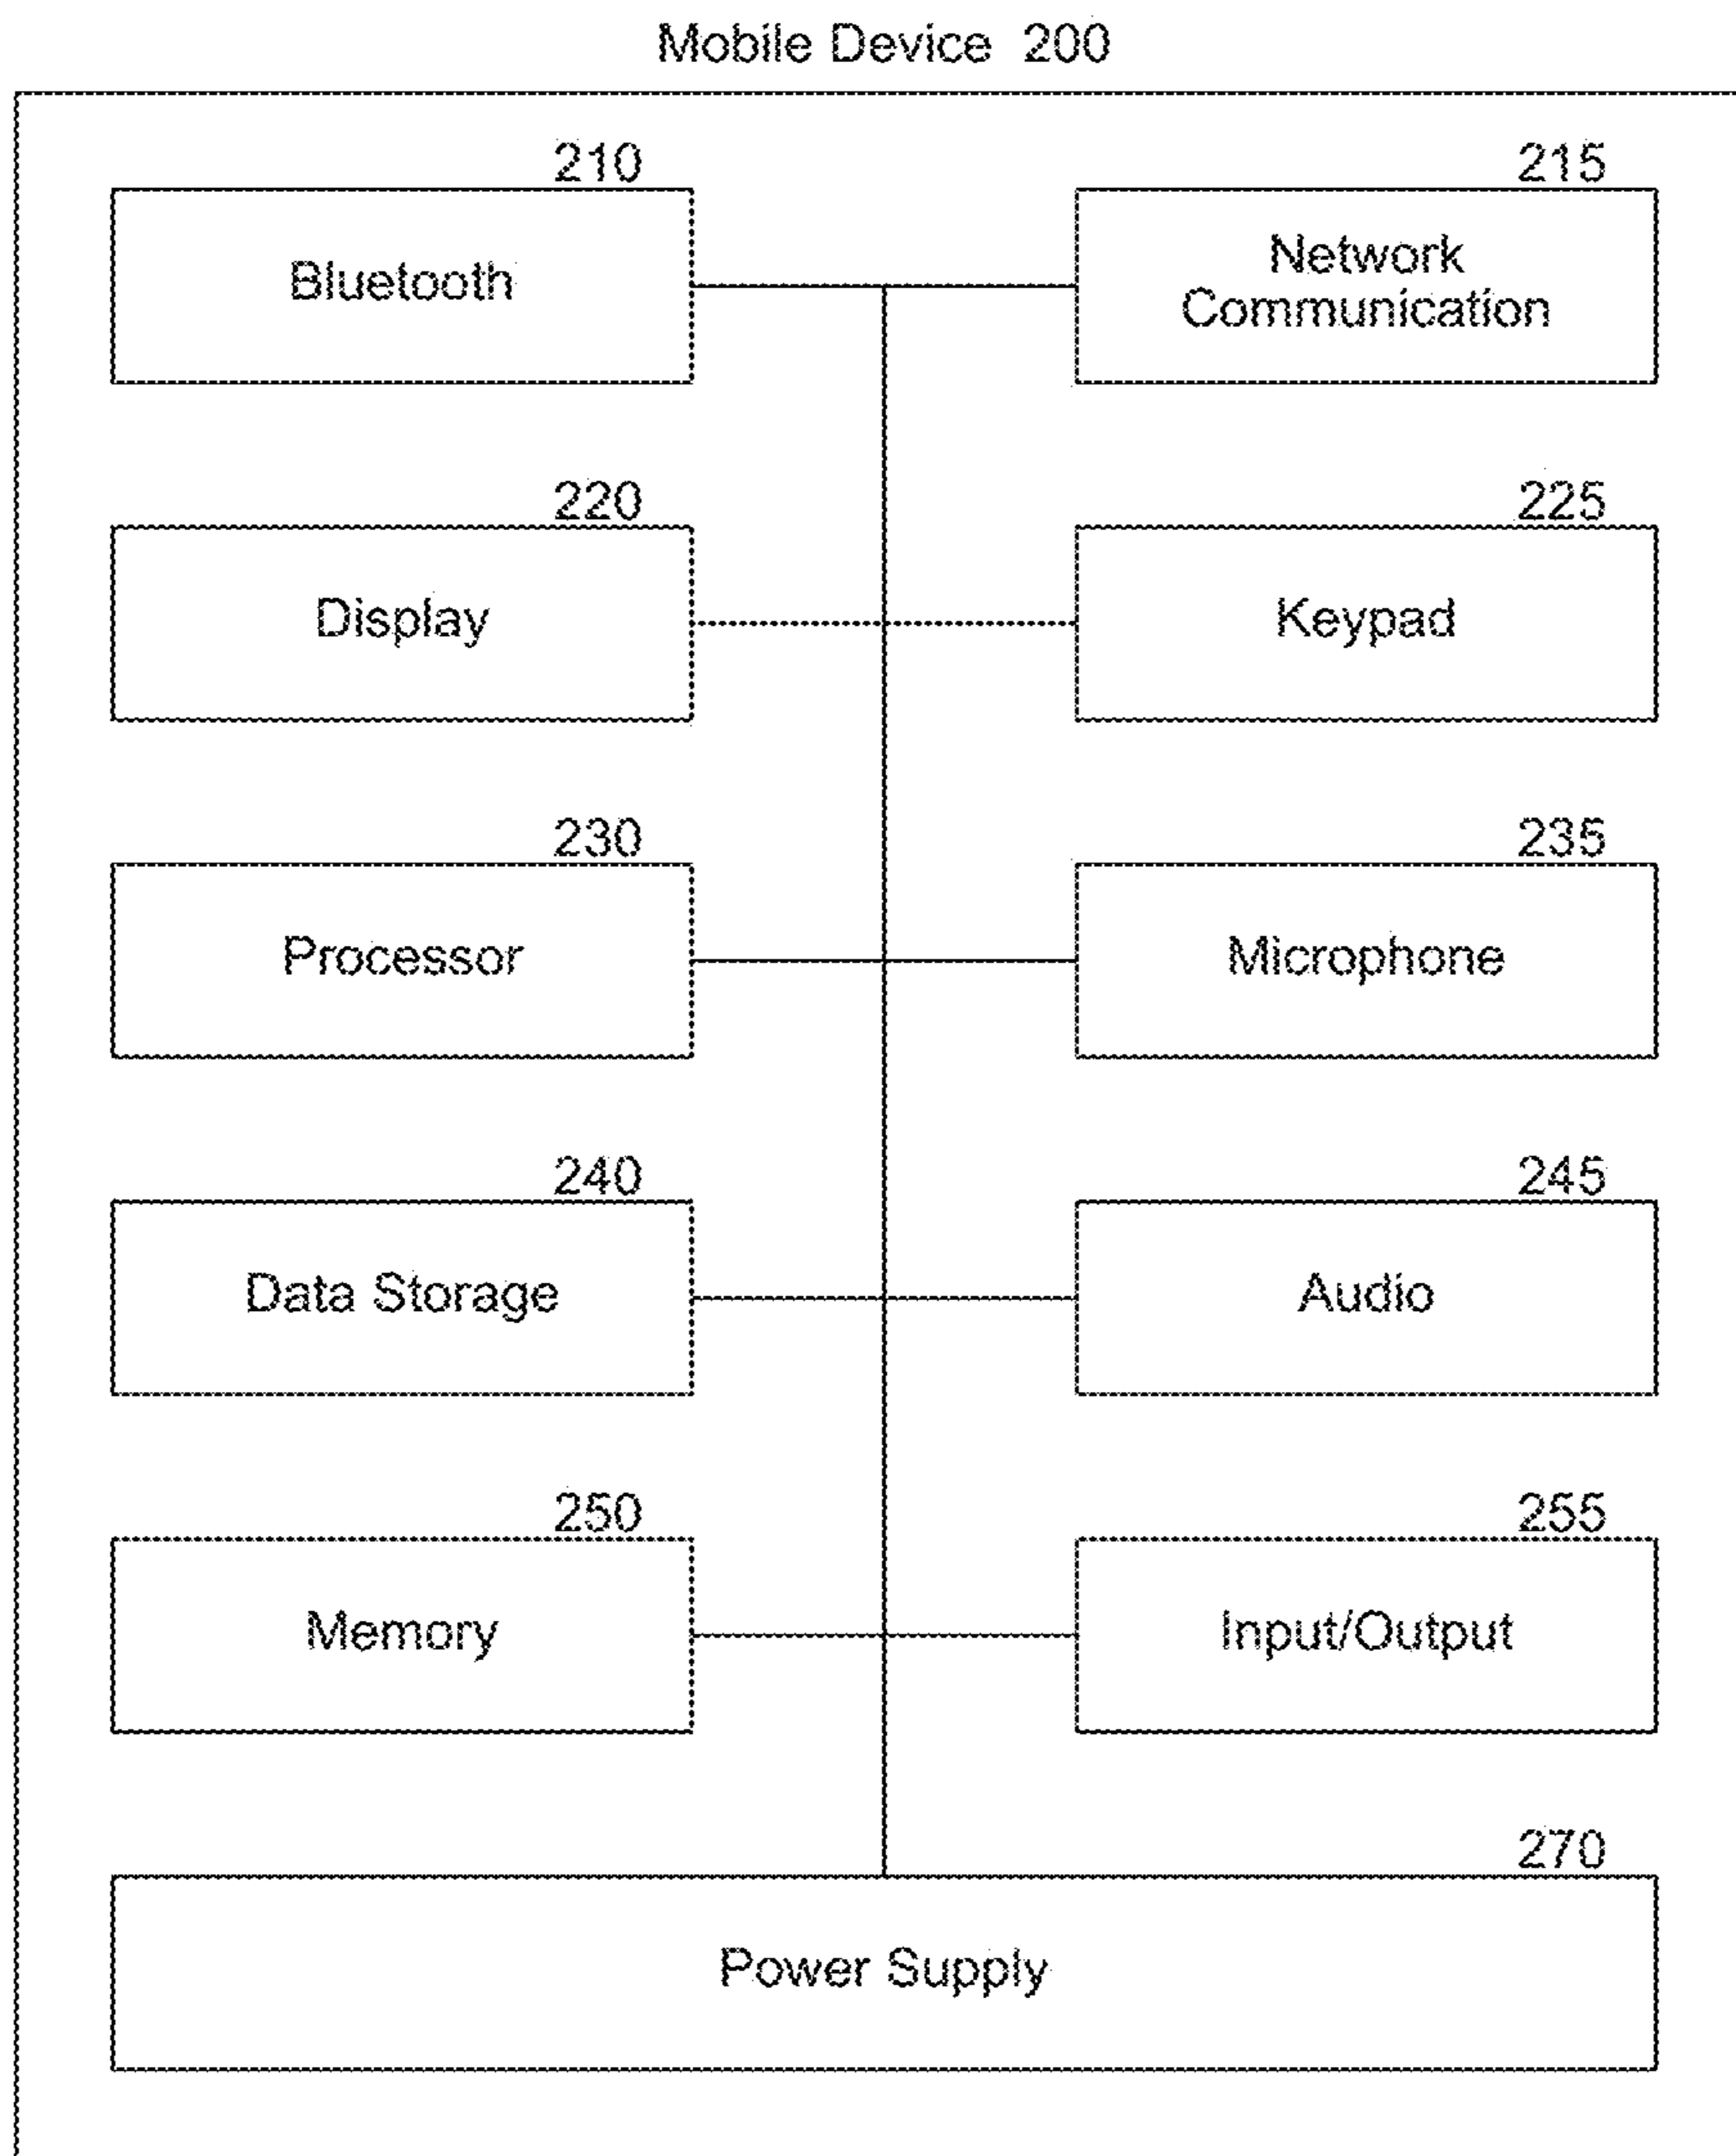 Mobile Device 200
210
215
Bluetooth
Network
Communication
220
225
Display
Keypad
230
235
Processor
Microphone
240
245
Data Storage
Audio
250
255
Memory
Input/Output
270
Power Supply